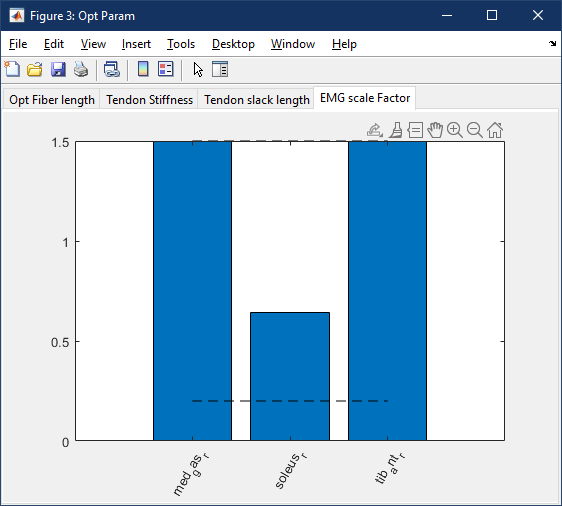 Figure 3: Opt Param
File Edit View Insert Tools Desktop Window Help
Opt Fiber length Tendon Stiffness Tendon slack length EMG scale Factor
1.5
1
0.5
0
med_gas_r soleus_r tib_ant_r